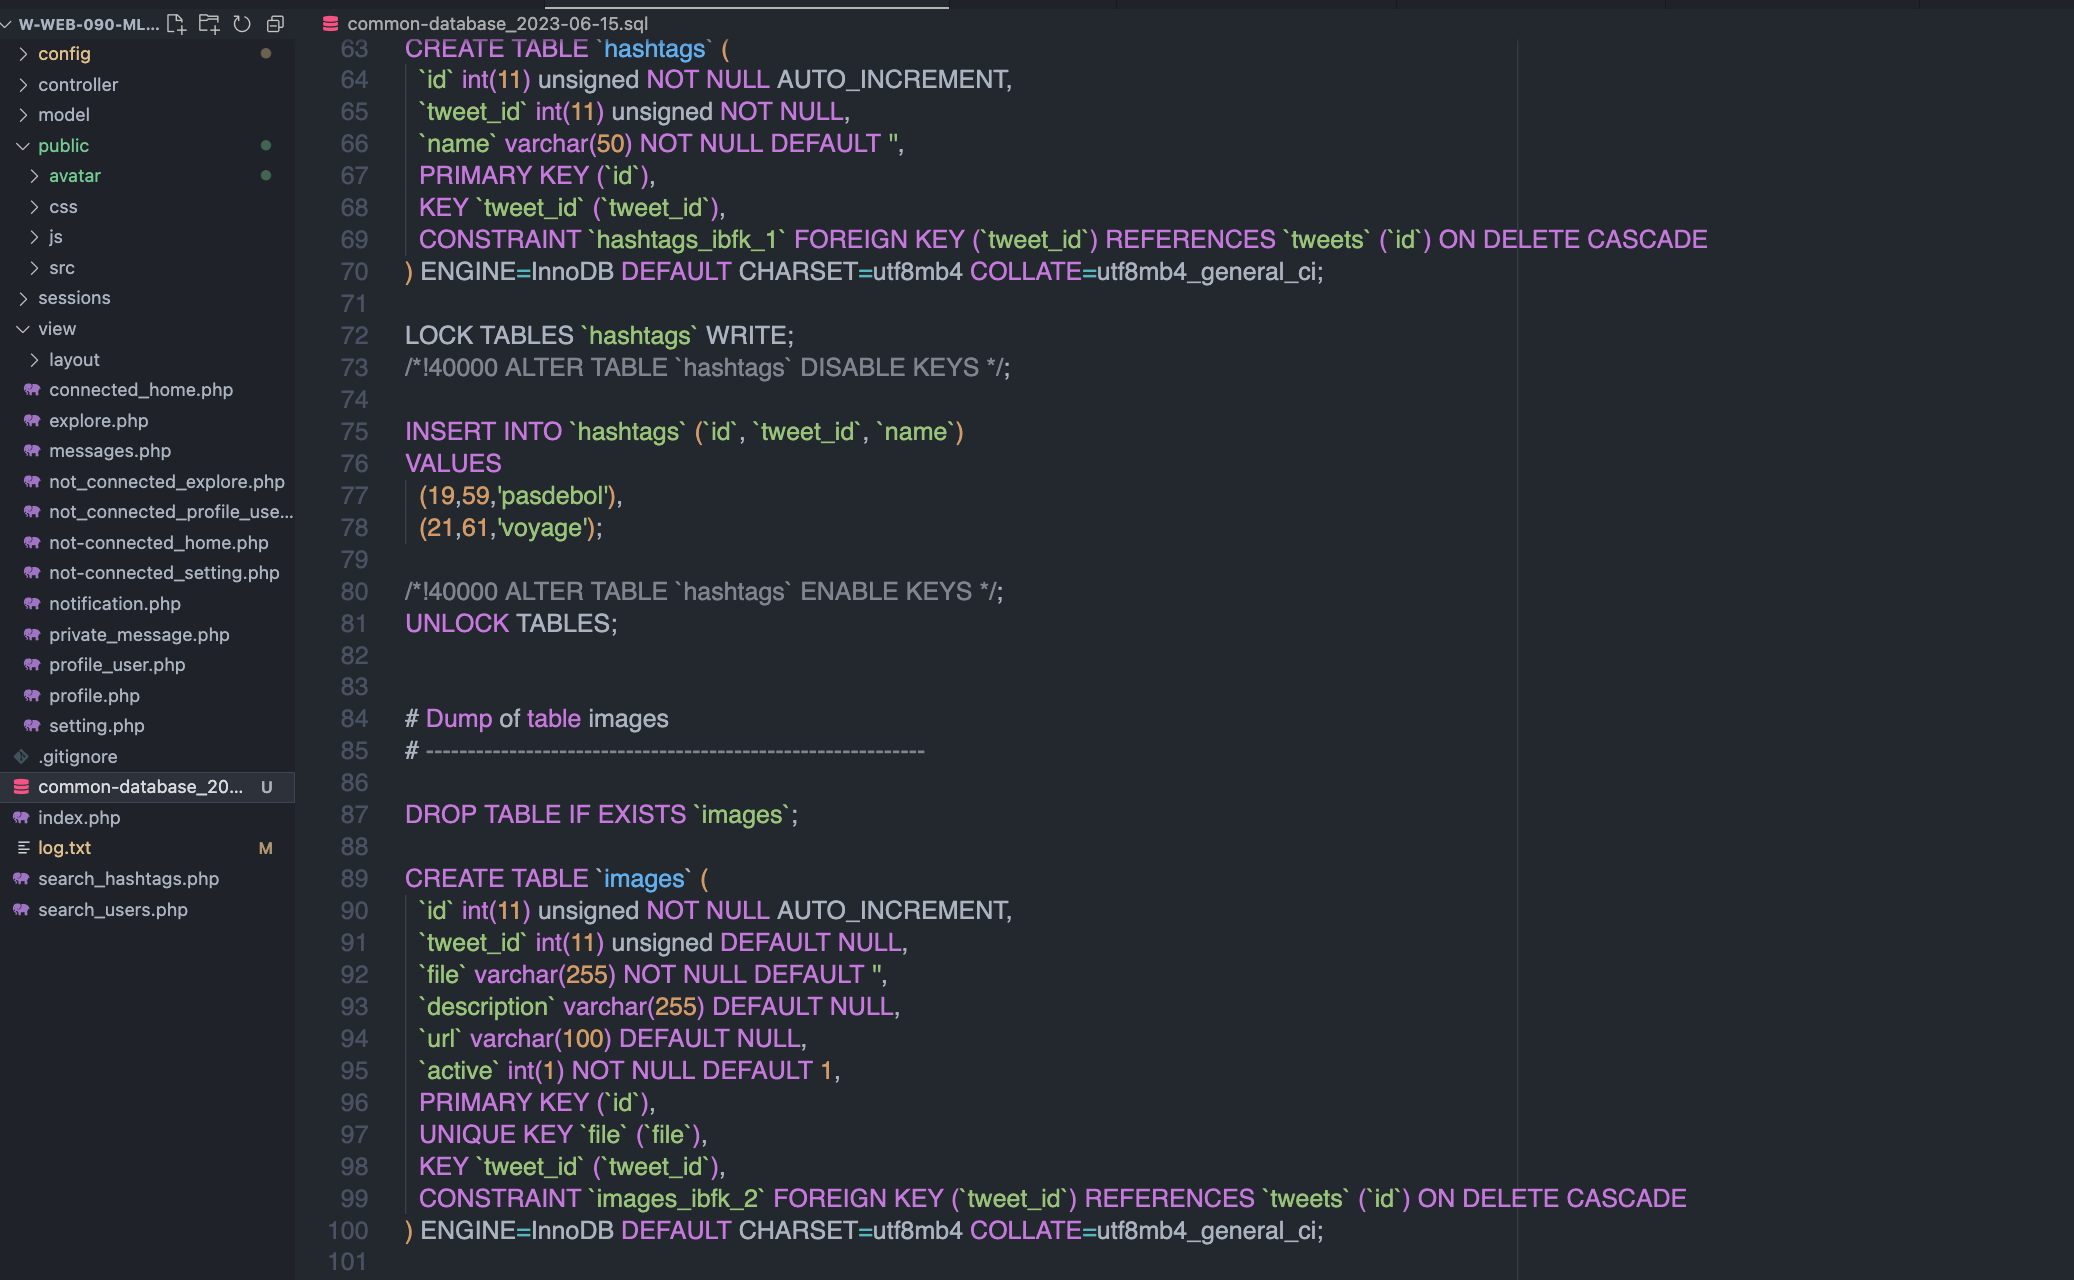 W-WEB-090-ML...
config
controller
model
public
avatar
css
js
src
sessions
view
layout
connected_home.php
explore.php
messages.php
not_connected_explore.php
not_connected_profile_use...
not-connected_home.php
not-connected_setting.php
notification.php
private_message.php
profile_user.php
profile.php
setting.php
.gitignore
common-database_20... U
index.php
log.txt M
search_hashtags.php
search_users.php
common-database_2023-06-15.sql
63 CREATE TABLE `hashtags` (
64 `id` int(11) unsigned NOT NULL AUTO_INCREMENT,
65 `tweet_id` int(11) unsigned NOT NULL,
66 `name` varchar(50) NOT NULL DEFAULT '',
67 PRIMARY KEY (`id`),
68 KEY `tweet_id` (`tweet_id`),
69 CONSTRAINT `hashtags_ibfk_1` FOREIGN KEY (`tweet_id`) REFERENCES `tweets` (`id`) ON DELETE CASCADE
70 ) ENGINE=InnoDB DEFAULT CHARSET=utf8mb4 COLLATE=utf8mb4_general_ci;
71
72 LOCK TABLES `hashtags` WRITE;
73 /*!40000 ALTER TABLE `hashtags` DISABLE KEYS */;
74
75 INSERT INTO `hashtags` (`id`, `tweet_id`, `name`)
76 VALUES
77 (19,59,'pasdebol'),
78 (21,61,'voyage');
79
80 /*!40000 ALTER TABLE `hashtags` ENABLE KEYS */;
81 UNLOCK TABLES;
82
83
84 # Dump of table images
85 # ------------------------------------------------------------
86
87 DROP TABLE IF EXISTS `images`;
88
89 CREATE TABLE `images` (
90 `id` int(11) unsigned NOT NULL AUTO_INCREMENT,
91 `tweet_id` int(11) unsigned DEFAULT NULL,
92 `file` varchar(255) NOT NULL DEFAULT '',
93 `description` varchar(255) DEFAULT NULL,
94 `url` varchar(100) DEFAULT NULL,
95 `active` int(1) NOT NULL DEFAULT 1,
96 PRIMARY KEY (`id`),
97 UNIQUE KEY `file` (`file`),
98 KEY `tweet_id` (`tweet_id`),
99 CONSTRAINT `images_ibfk_2` FOREIGN KEY (`tweet_id`) REFERENCES `tweets` (`id`) ON DELETE CASCADE
100 ) ENGINE=InnoDB DEFAULT CHARSET=utf8mb4 COLLATE=utf8mb4_general_ci;
101